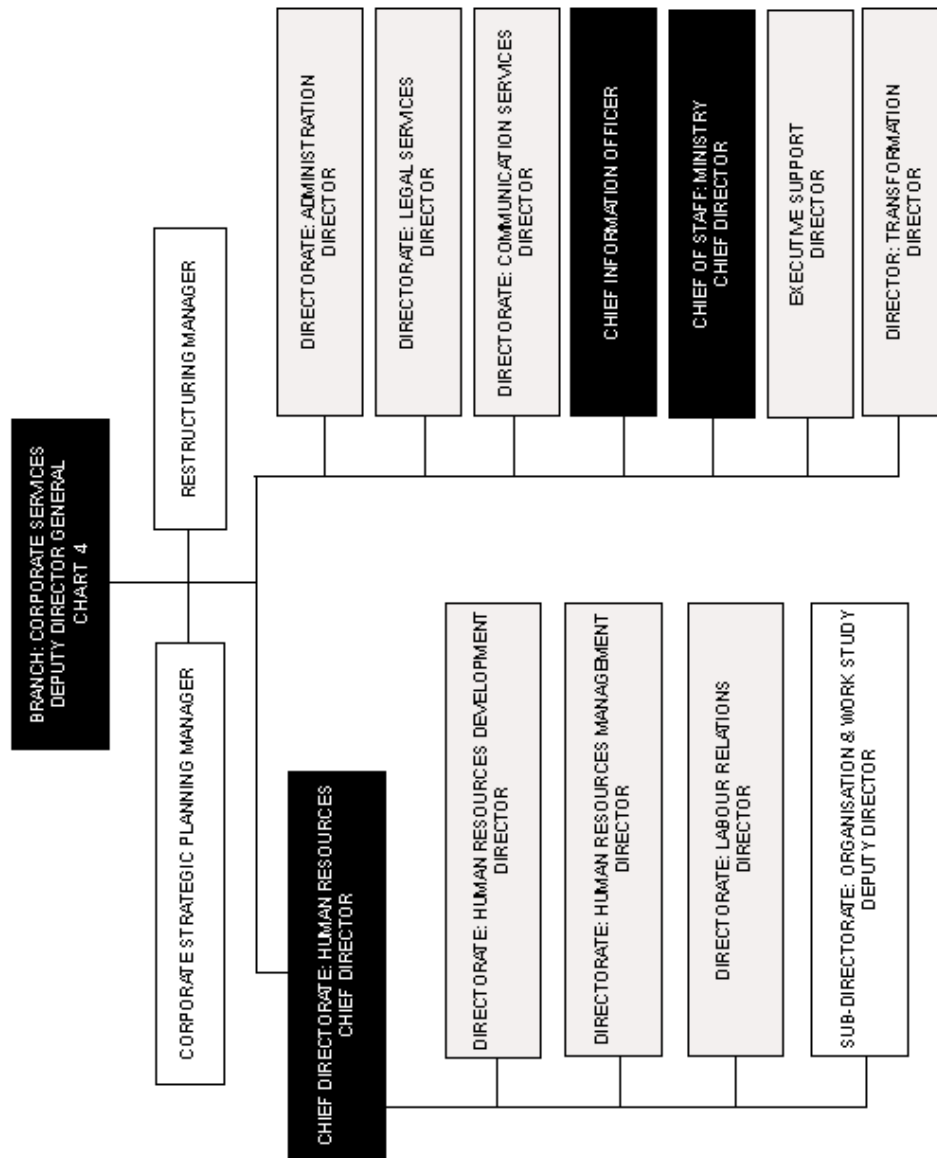 BRANCH: CORPORATE SERVICES
DEPUTY DIRECTOR GENERAL
CHART 4
CORPORATE STRATEGIC PLANNING MANAGER
RESTRUCTURING MANAGER
CHIEF DIRECTORATE: HUMAN RESOURCES
CHIEF DIRECTOR
DIRECTORATE: HUMAN RESOURCES DEVELOPMENT
DIRECTOR
DIRECTORATE: HUMAN RESOURCES MANAGEMENT
DIRECTOR
DIRECTORATE: LABOUR RELATIONS
DIRECTOR
SUB-DIRECTORATE: ORGANISATION & WORK STUDY
DEPUTY DIRECTOR
DIRECTORATE: ADMINISTRATION
DIRECTOR
DIRECTORATE: LEGAL SERVICES
DIRECTOR
DIRECTORATE: COMMUNICATION SERVICES
DIRECTOR
CHIEF INFORMATION OFFICER
CHIEF OF STAFF: MINISTRY
CHIEF DIRECTOR
EXECUTIVE SUPPORT
DIRECTOR
DIRECTOR: TRANSFORMATION
DIRECTOR